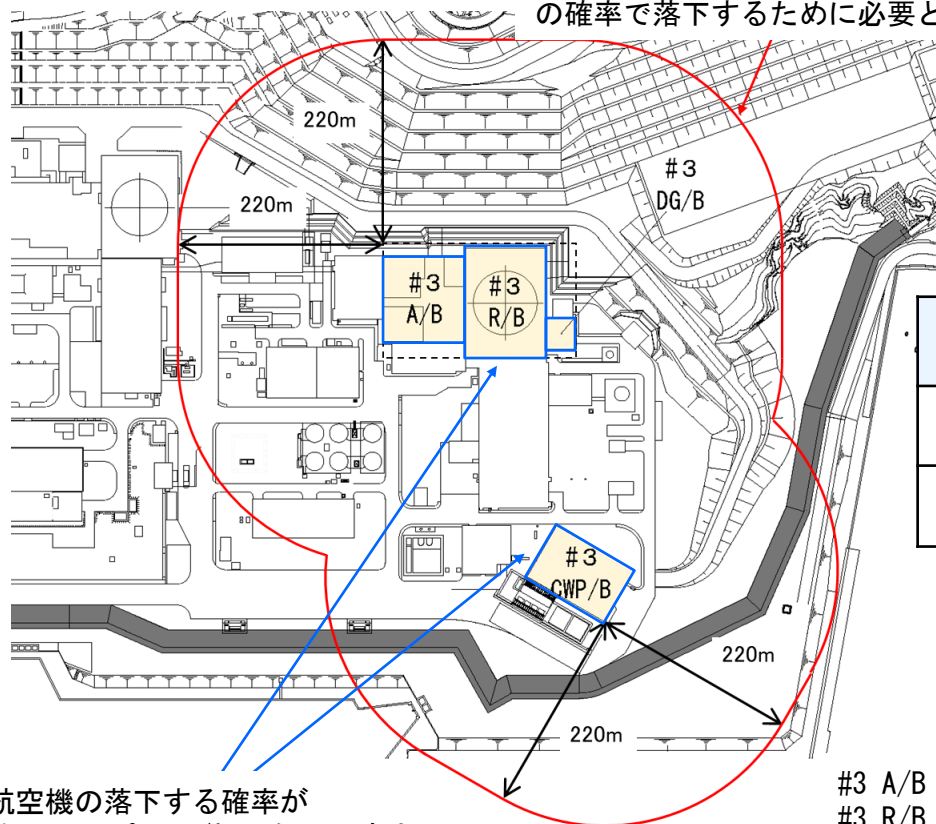 の確率で落下するために必要と
220m
220m
#3
DG/B
#3
A/B
#3
R/B
#3
CWP/B
220m
220m
航空機の落下する確率が
#3 A/B
#3 R/B